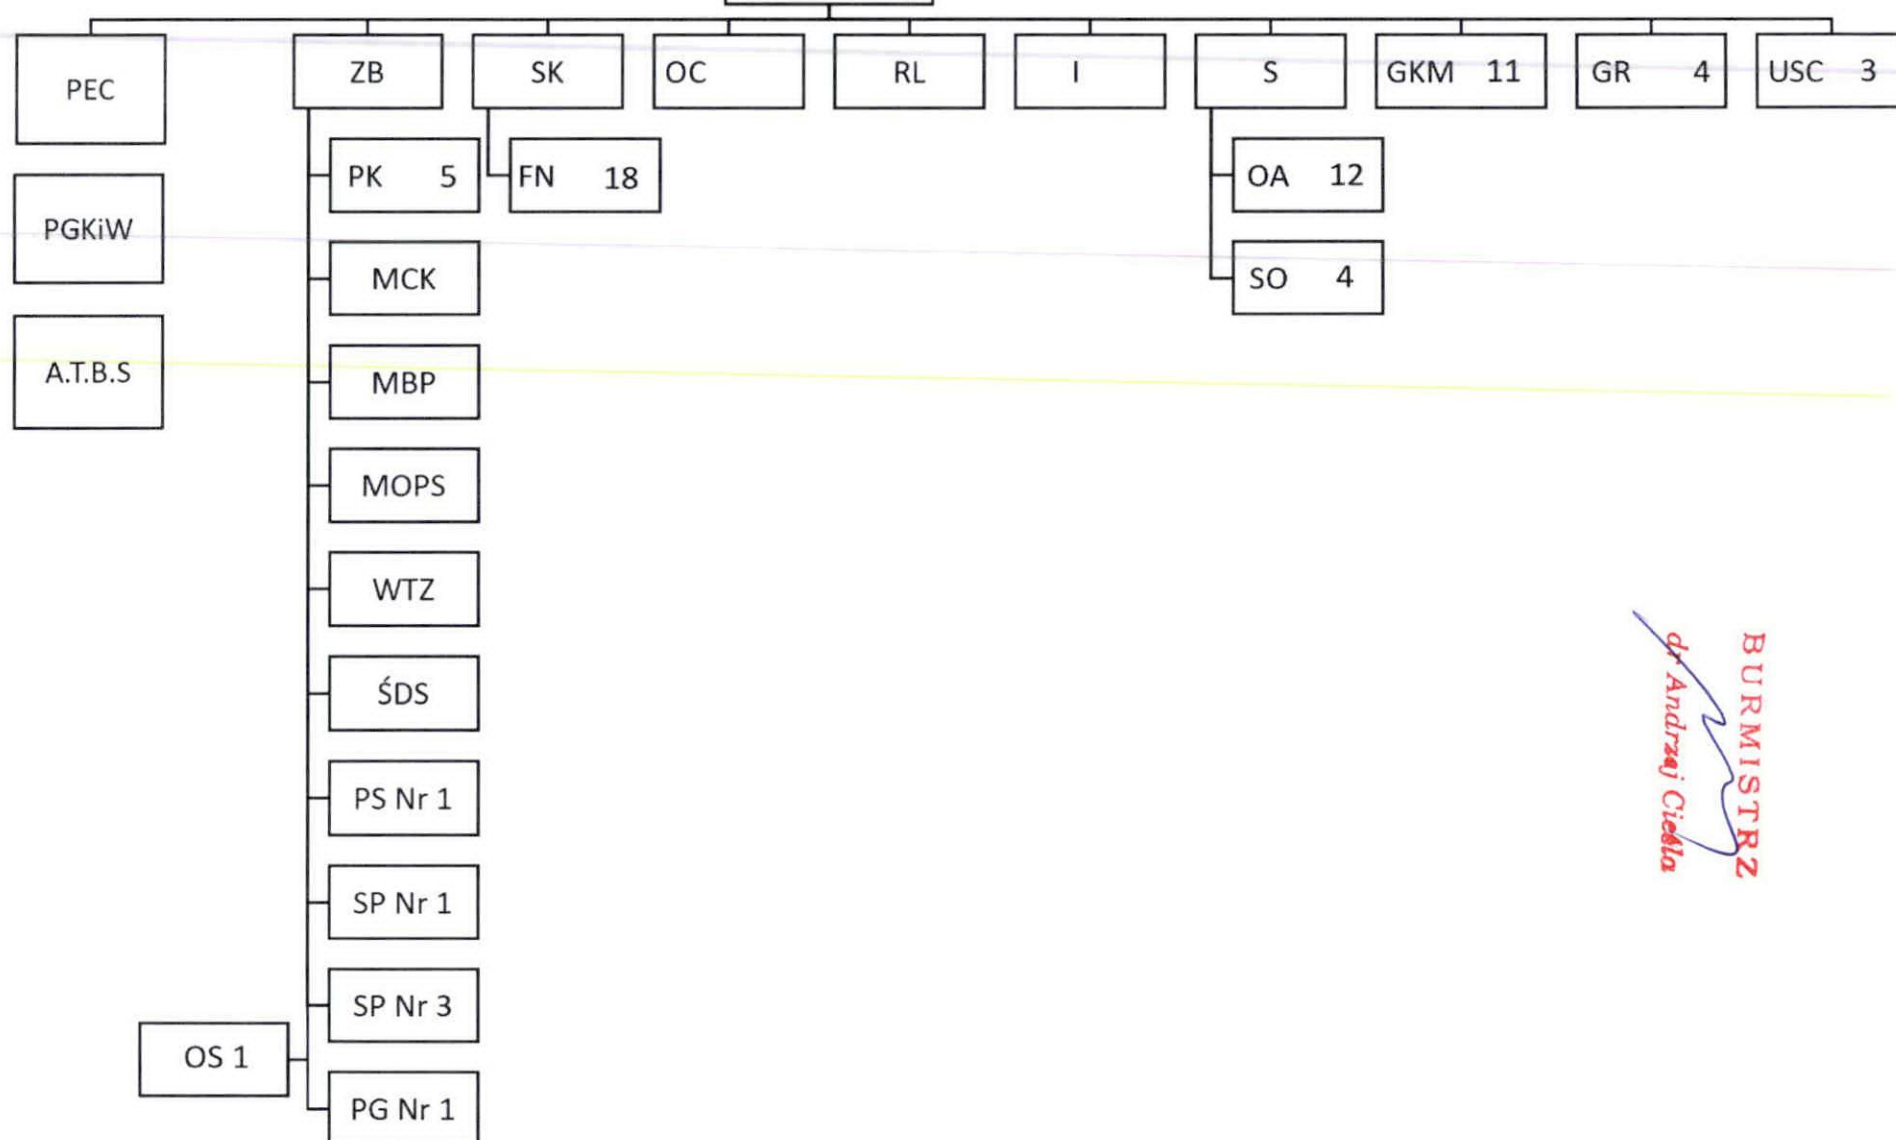 PEC
ZB
SK
OC
RL
I
S
GKM 11
GR 4
USC 3
PK 5
FN 18
OA 12
PGKiW
MCK
SO 4
A.T.B.S
MBP
MOPS
WTZ
ŚDS
PS Nr 1
SP Nr 1
SP Nr 3
OS 1
PG Nr 1
BURMISTRZ
dr Andrzej Cieśla